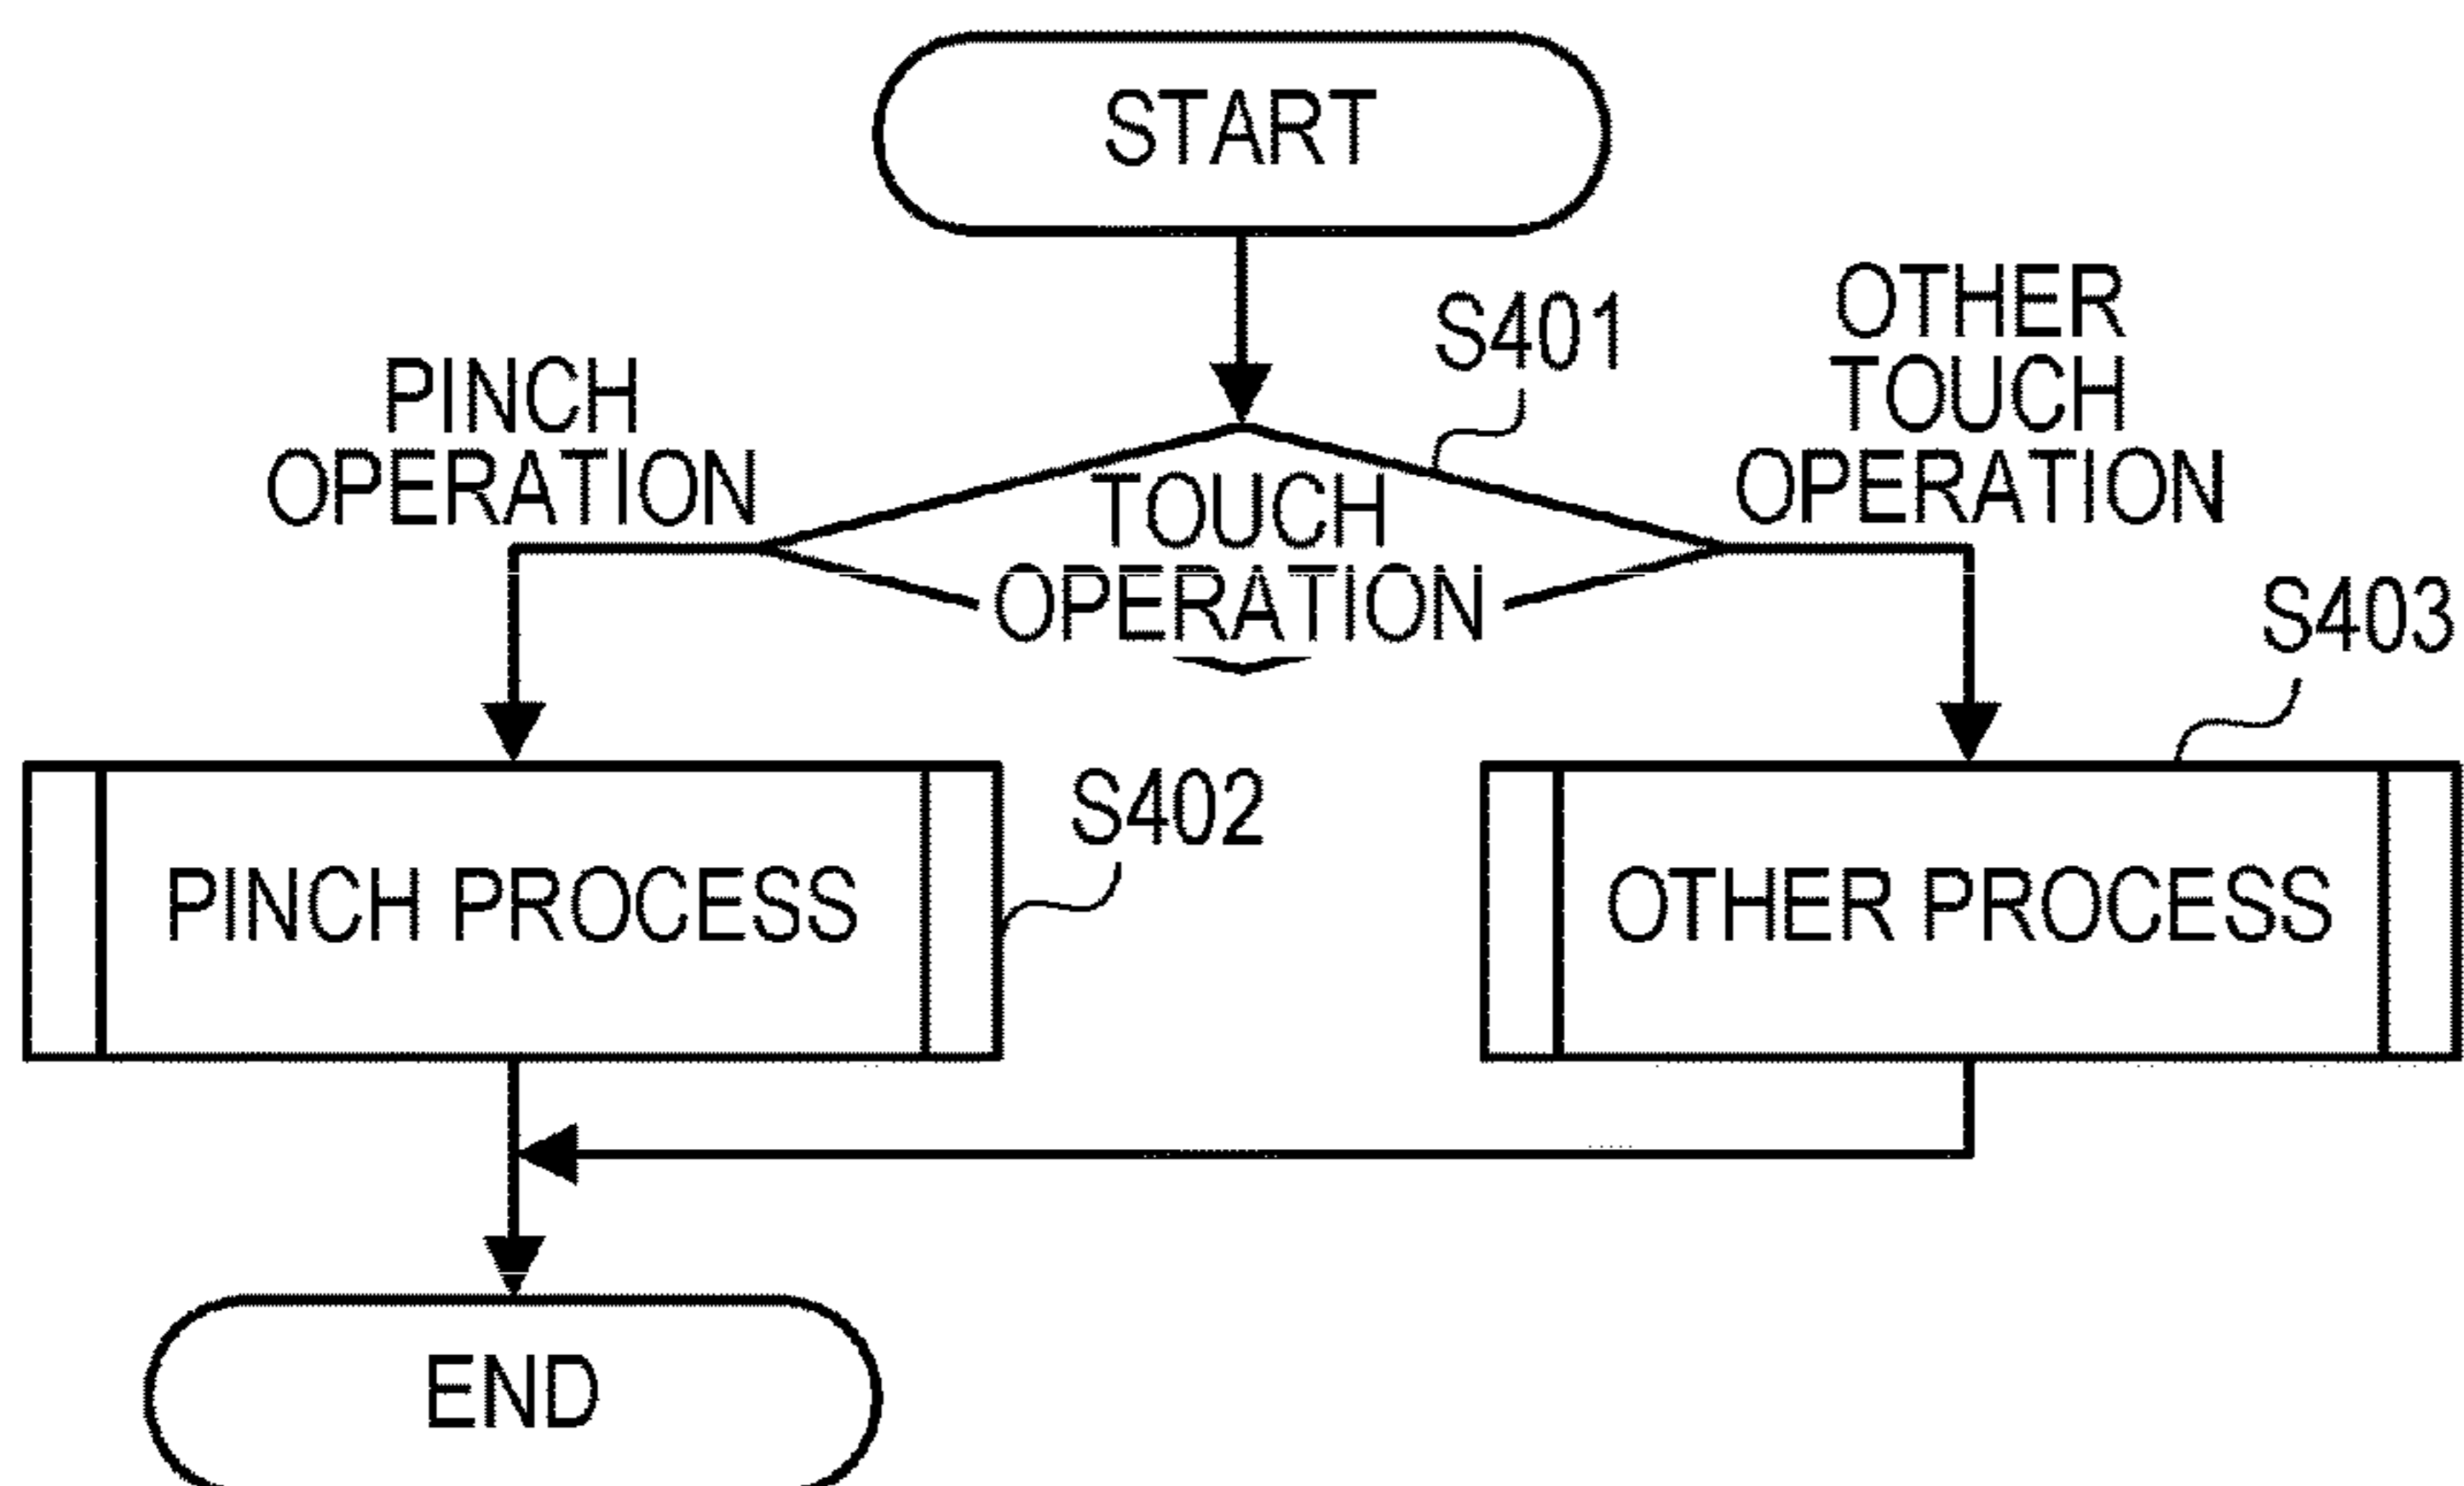 START
S401
PINCH
OPERATION
TOUCH
OPERATION
OTHER
TOUCH
OPERATION
S403
PINCH PROCESS
S402
OTHER PROCESS
END